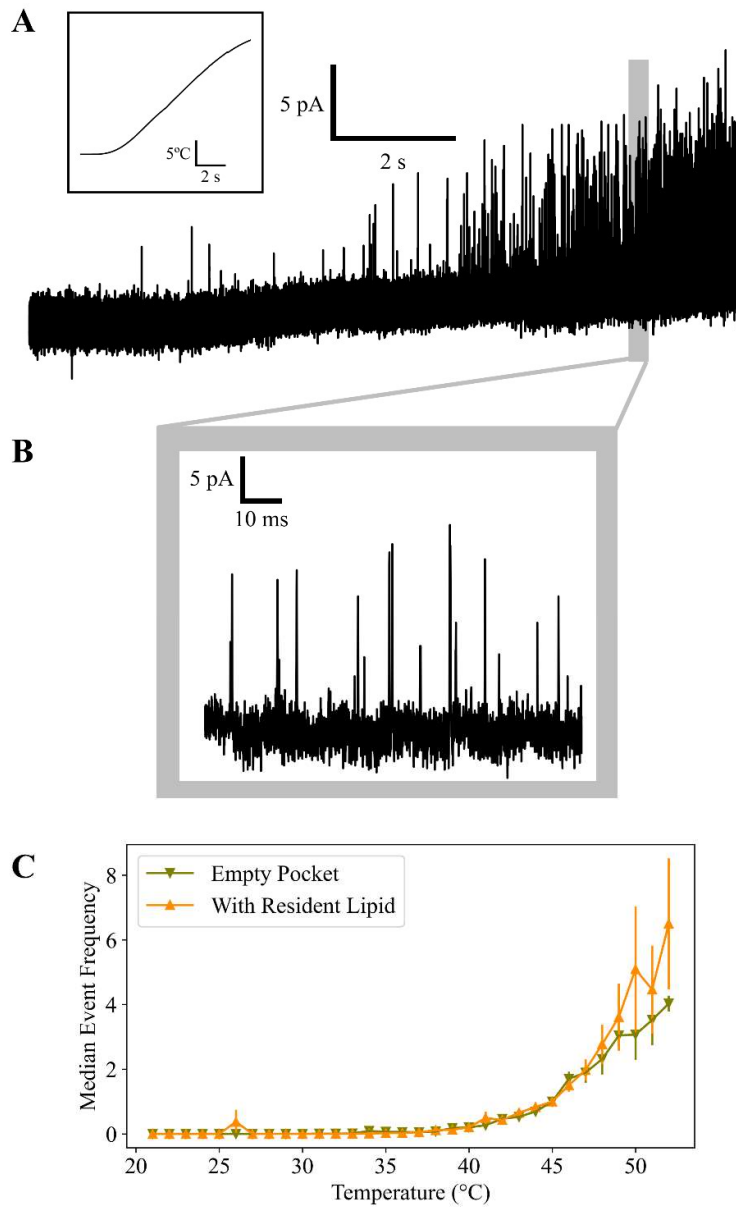 A
5ºC
2 s
5 pA
2 s
B
5 pA
10 ms
C
Median Event Frequency
8
6
4
2
0
Empty Pocket
With Resident Lipid
20
25
30
35
40
45
50
Temperature (°C)